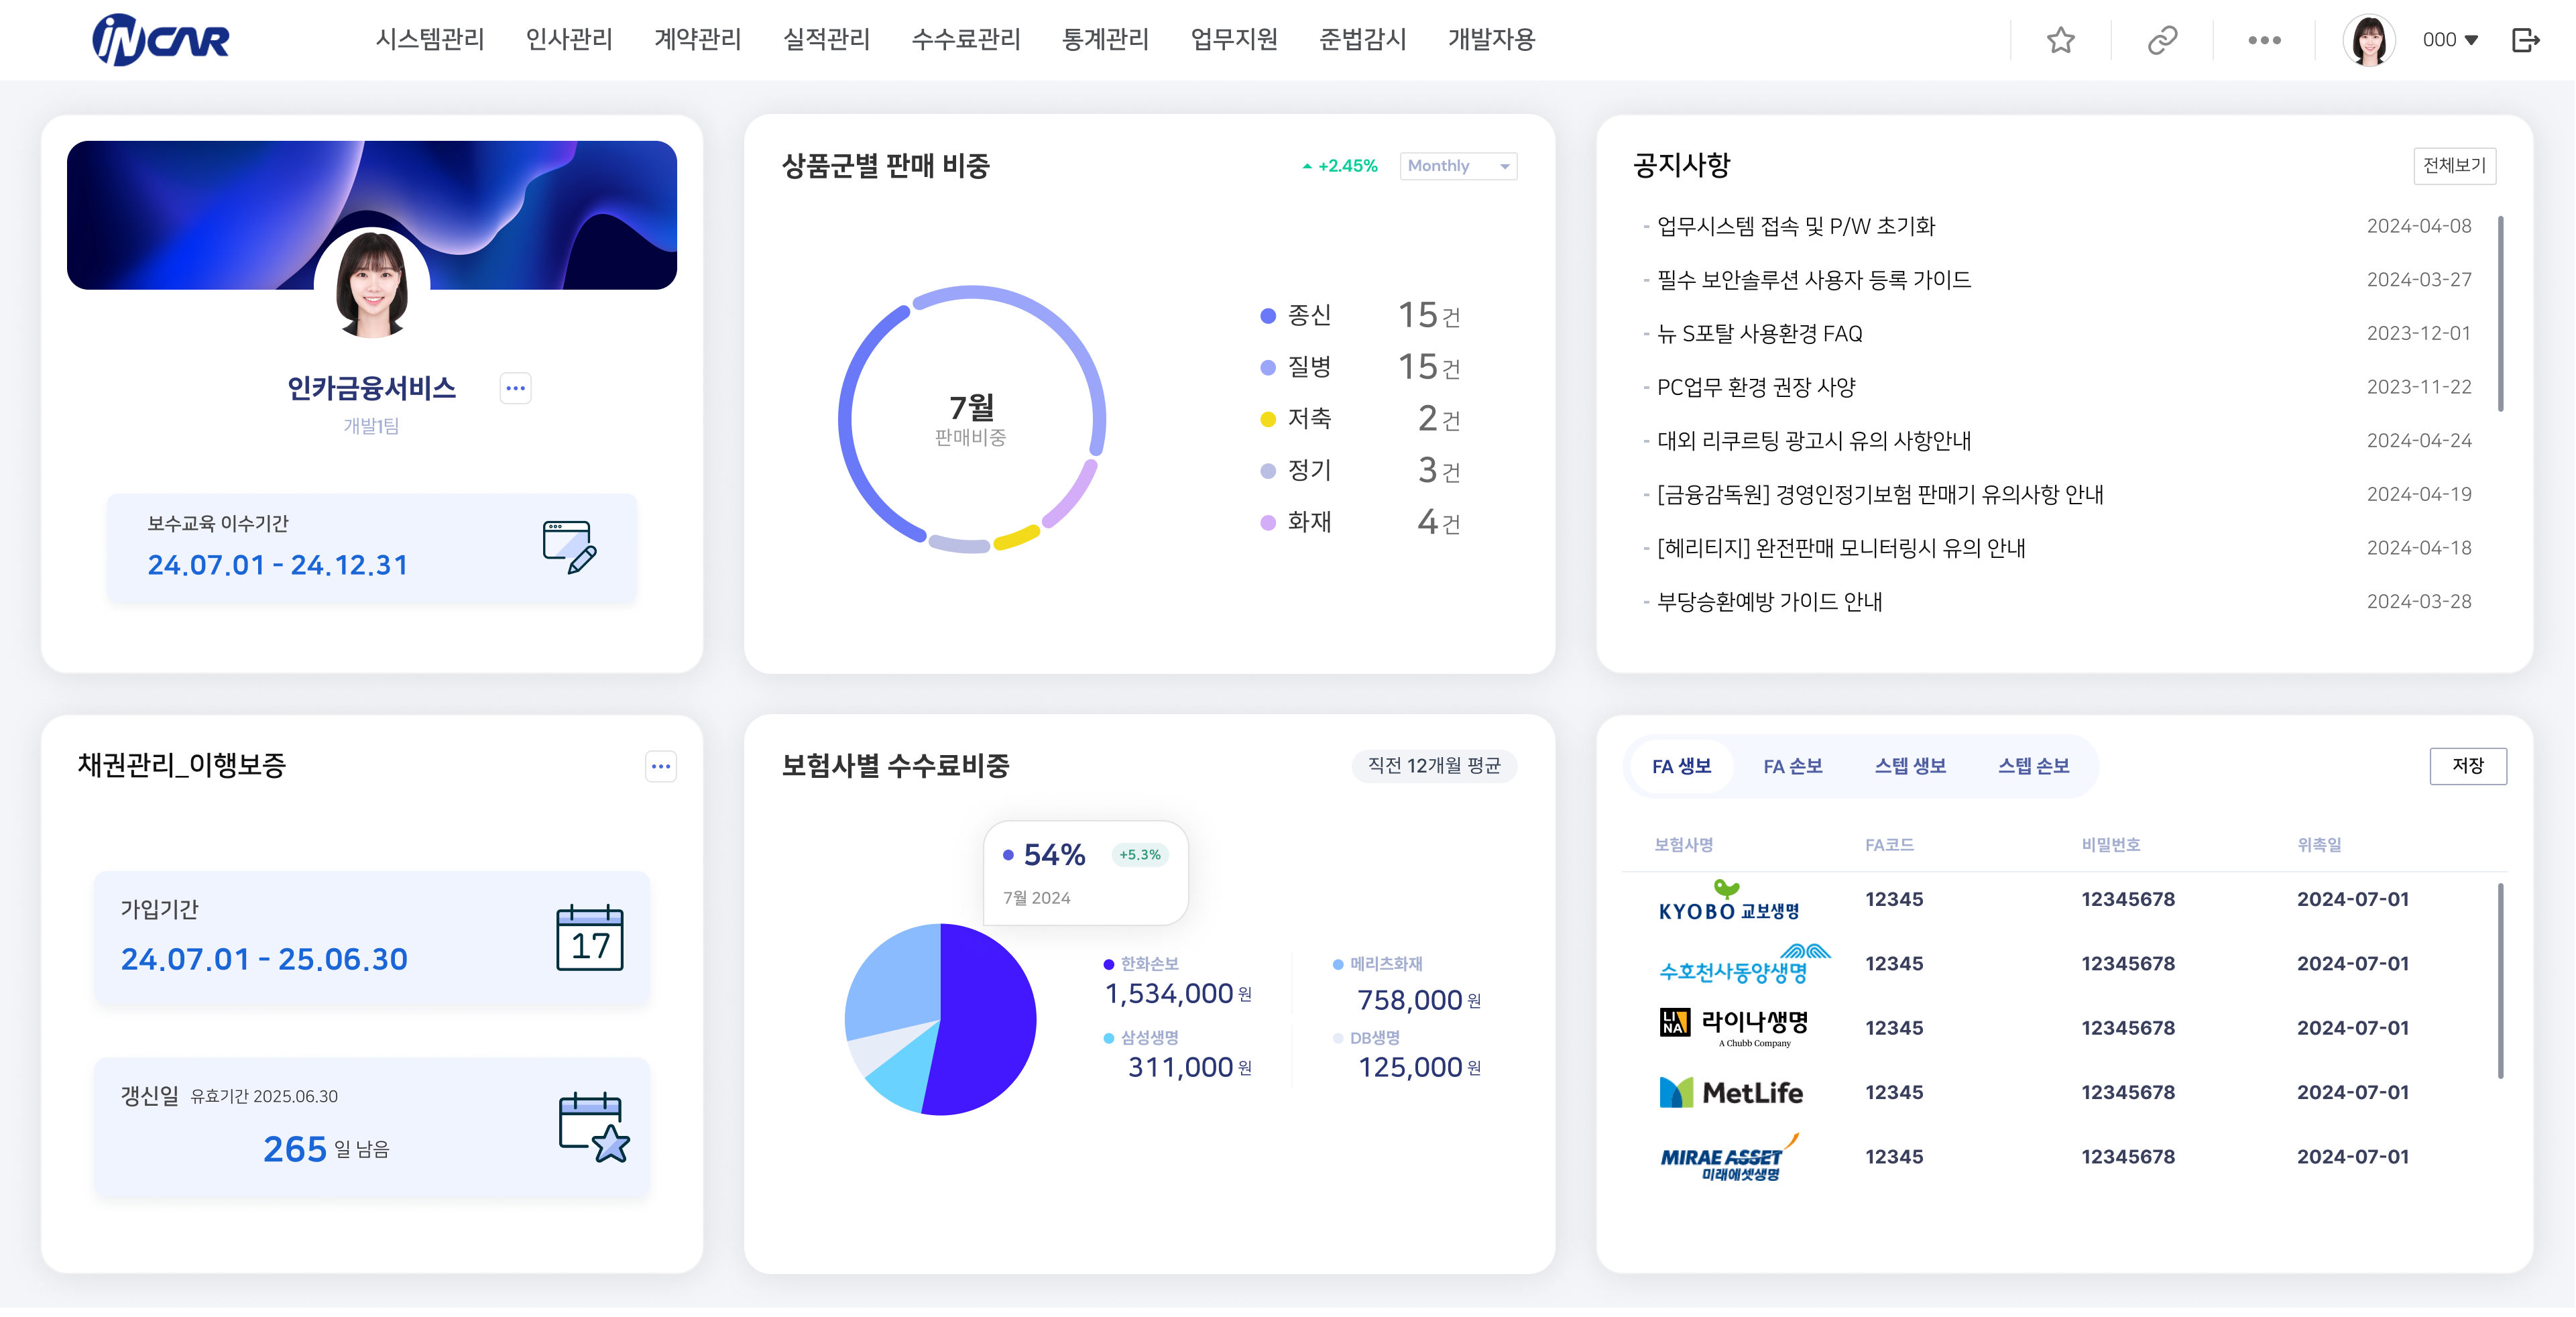 iNCAR
시스템관리 인사관리 계약관리 실적관리 수수료관리 통계관리 업무지원 준법감시 개발자용
000
인카금융서비스
개발1팀
보수교육 이수기간
24.07.01 - 24.12.31
상품군별 판매 비중
+2.45%
Monthly
7월
판매비중
종신 15건
질병 15건
저축 2건
정기 3건
화재 4건
공지사항
전체보기
- 업무시스템 접속 및 P/W 초기화 2024-04-08
- 필수 보안솔루션 사용자 등록 가이드 2024-03-27
- 뉴 S포탈 사용환경 FAQ 2023-12-01
- PC업무 환경 권장 사양 2023-11-22
- 대외 리쿠르팅 광고시 유의 사항안내 2024-04-24
- [금융감독원] 경영인정기보험 판매기 유의사항 안내 2024-04-19
- [헤리티지] 완전판매 모니터링시 유의 안내 2024-04-18
- 부당승환예방 가이드 안내 2024-03-28
채권관리_이행보증
가입기간
24.07.01 - 25.06.30
17
갱신일 유효기간 2025.06.30
265 일 남음
보험사별 수수료비중
직전 12개월 평균
54%
+5.3%
7월 2024
한화손보
1,534,000 원
메리츠화재
758,000 원
삼성생명
311,000 원
DB생명
125,000 원
FA 생보 FA 손보 스텝 생보 스텝 손보
저장
보험사명 FA코드 비밀번호 위촉일
KYOBO 교보생명 12345 12345678 2024-07-01
수호천사동양생명 12345 12345678 2024-07-01
LINA 라이나생명 12345 12345678 2024-07-01
A Chubb Company
MetLife 12345 12345678 2024-07-01
MIRAE ASSET 12345 12345678 2024-07-01
미래에셋생명